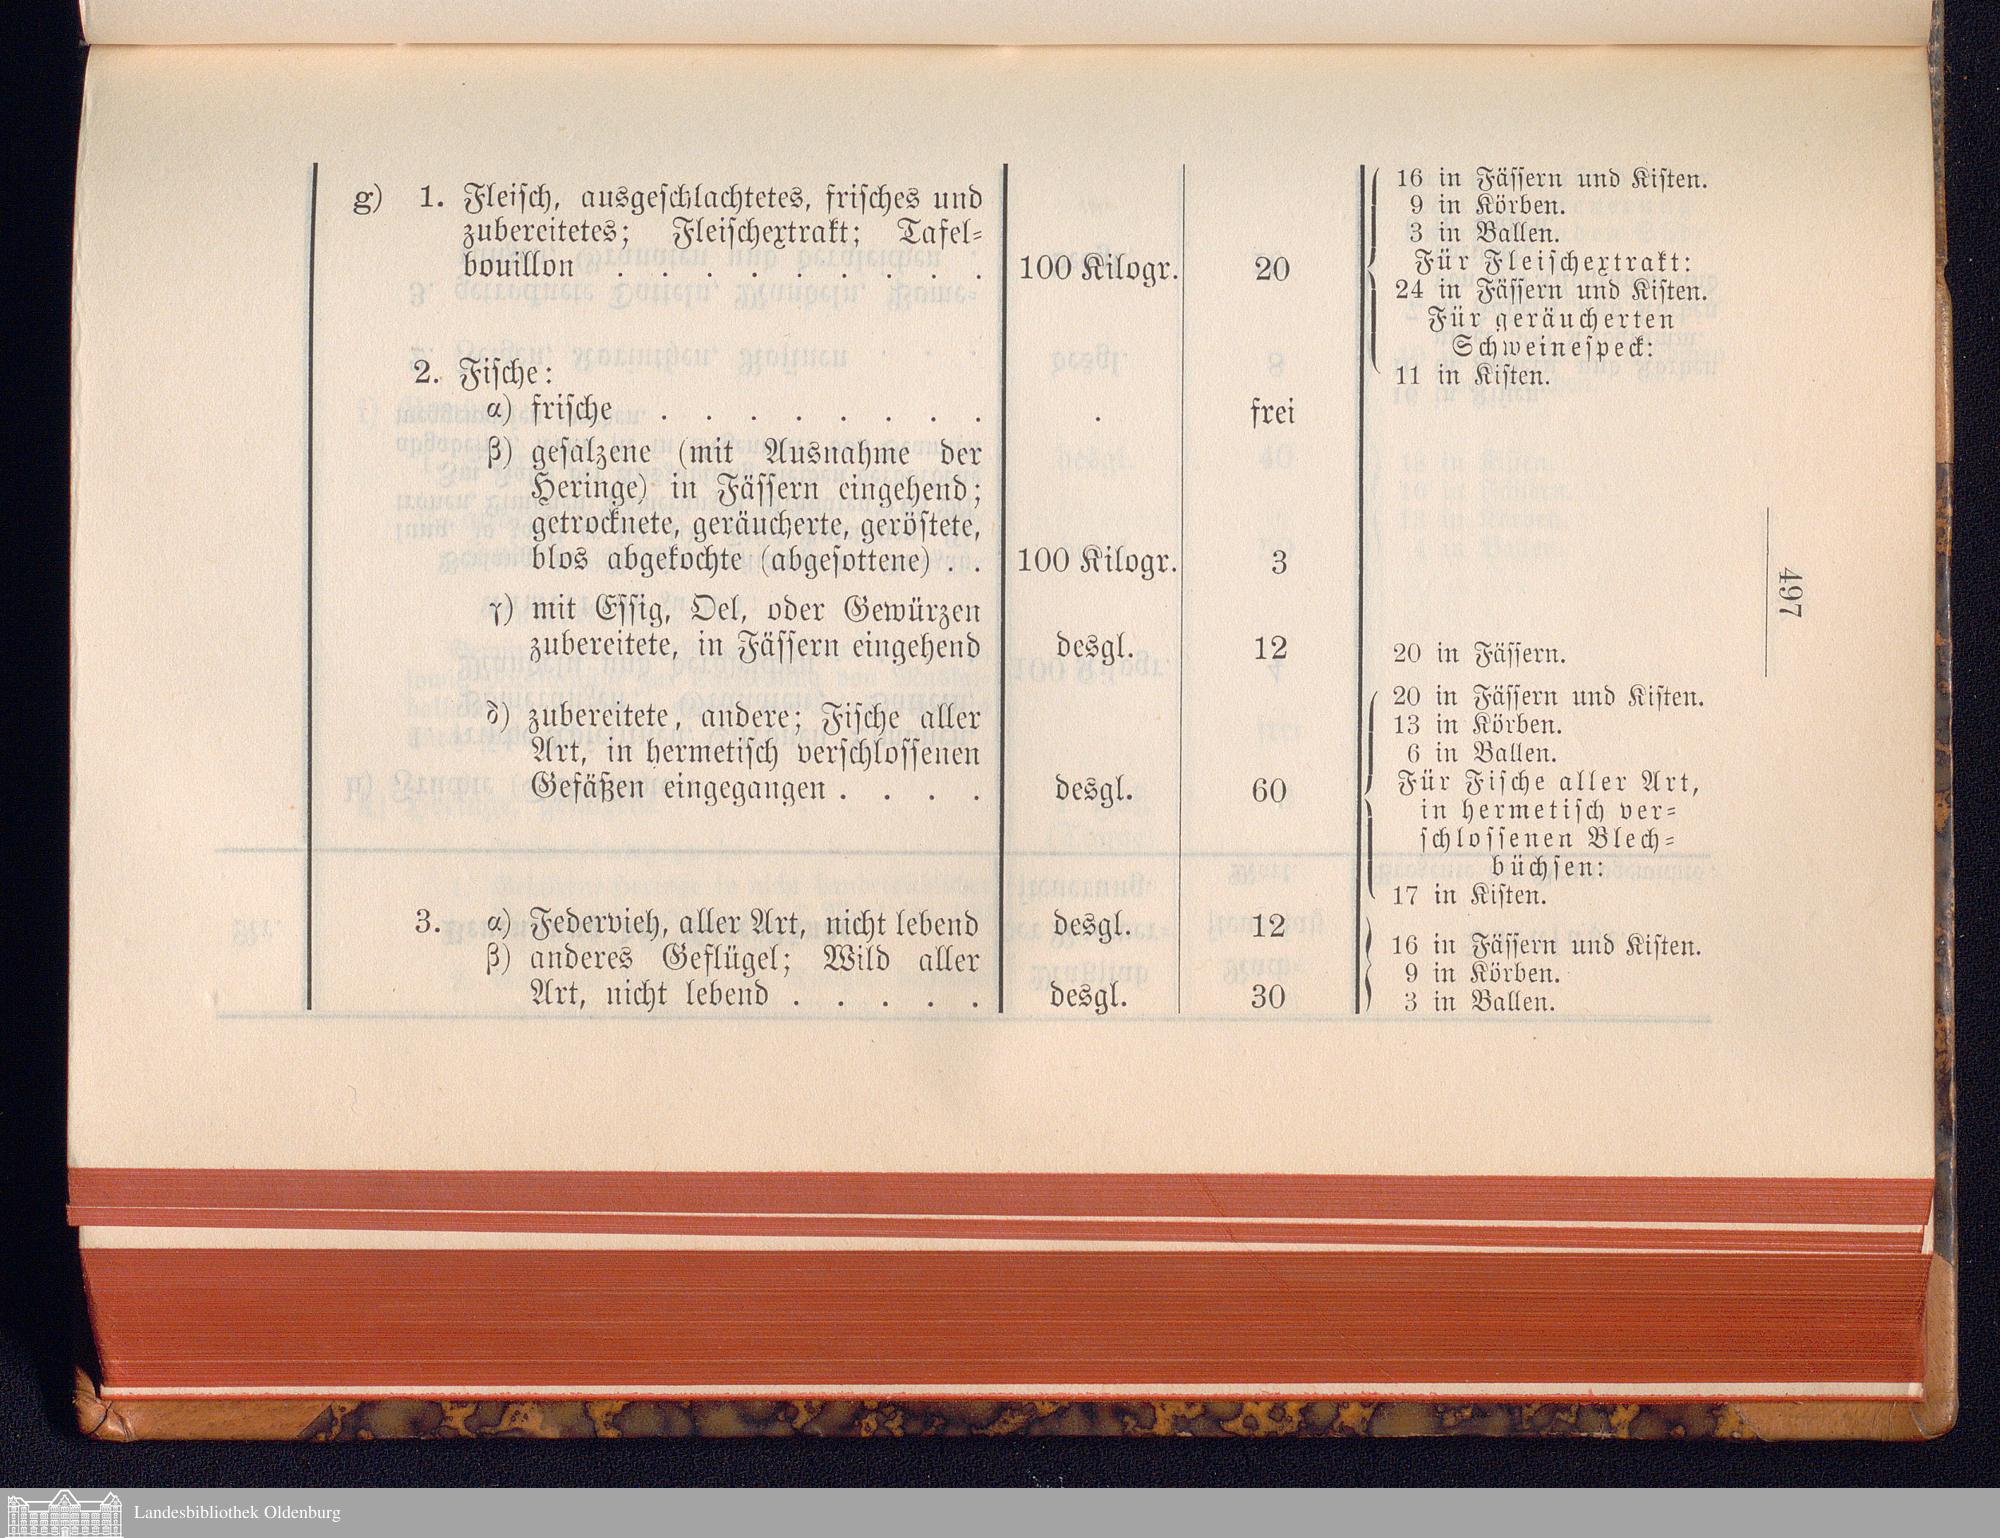 g) 1. Fleisch, ausgeschlachtetes, frisches und
zubereitetes; Fleischextrakt; Tafel-
bouillon . . . . . . . . . 100 Kilogr. 20
16 in Fässern und Kisten.
9 in Körben.
3 in Ballen.
Für Fleischextrakt:
24 in Fässern und Kisten.
Für geräucherten
Schweinespeck:
11 in Kisten.
2. Fische:
α) frische . . . . . . . . . frei
β) gesalzene (mit Ausnahme der
Heringe) in Fässern eingehend;
getrocknete, geräucherte, geröstete,
blos abgekochte (abgesottene) . . 100 Kilogr. 3
γ) mit Essig, Oel, oder Gewürzen
zubereitete, in Fässern eingehend desgl. 12 20 in Fässern.
δ) zubereitete, andere; Fische aller
Art, in hermetisch verschlossenen
Gefäßen eingegangen . . . . desgl. 60
20 in Fässern und Kisten.
13 in Körben.
6 in Ballen.
Für Fische aller Art,
in hermetisch ver-
schlossenen Blech-
büchsen:
17 in Kisten.
3. α) Federvieh, aller Art, nicht lebend desgl. 12
β) anderes Geflügel; Wild aller
Art, nicht lebend . . . . . desgl. 30
16 in Fässern und Kisten.
9 in Körben.
3 in Ballen.
497
Landesbibliothek Oldenburg